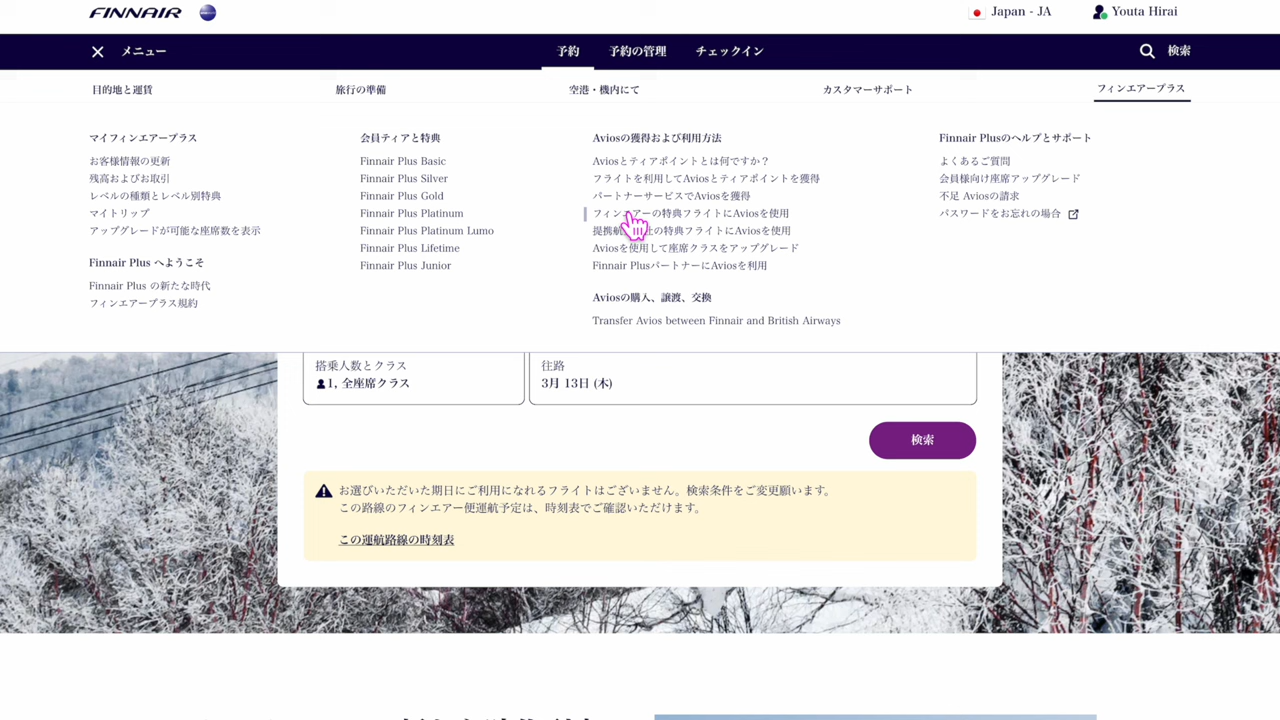 FINNAIR
Japan - JA
Youta Hirai
メニュー
予約
予約の管理
チェックイン
検索
目的地と運賃
旅行の準備
空港・機内にて
カスタマーサポート
フィンエアープラス
マイフィンエアープラス
お客様情報の更新
残高およびお取引
レベルの種類とレベル別特典
マイトリップ
アップグレードが可能な座席数を表示
Finnair Plus へようこそ
Finnair Plus の新たな時代
フィンエアープラス規約
会員ティアと特典
Finnair Plus Basic
Finnair Plus Silver
Finnair Plus Gold
Finnair Plus Platinum
Finnair Plus Platinum Lumo
Finnair Plus Lifetime
Finnair Plus Junior
Aviosの獲得および利用方法
Aviosとティアポイントとは何ですか？
フライトを利用してAviosとティアポイントを獲得
パートナーサービスでAviosを獲得
フィンエアーの特典フライトにAviosを使用
提携航の特典フライトにAviosを使用
Aviosを使用して座席クラスをアップグレード
Finnair PlusパートナーにAviosを利用
Aviosの購入、譲渡、交換
Transfer Avios between Finnair and British Airways
Finnair Plusのヘルプとサポート
よくあるご質問
会員様向け座席アップグレード
不足 Aviosの請求
パスワードをお忘れの場合
搭乗人数とクラス
1, 全座席クラス
往路
3月 13日 (木)
検索
お選びいただいた期日にご利用になれるフライトはございません。検索条件をご変更願います。
この路線のフィンエアー便運航予定は、時刻表でご確認いただけます。
この運航路線の時刻表